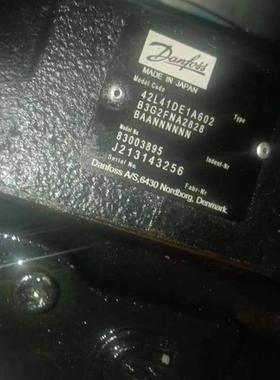 Danfoss
MADE IN JAPAN
Model Code Type
42L41DE1A602
B3G2FNA2828
BAANNNNNN
Model No. Ident-Nr
83003895
J213143256
Serial No. Fabr-Nr
Danfoss A/S,6430 Nordborg, Denmark